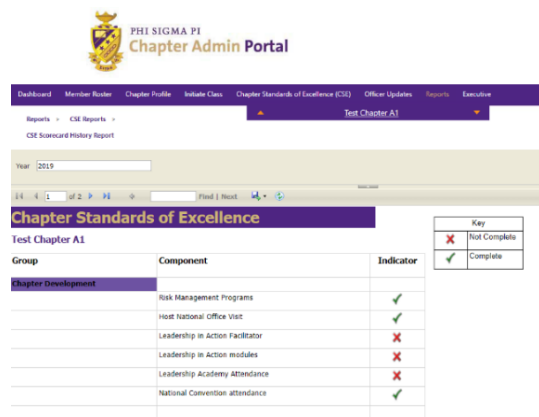 PHI SIGMA PI
Chapter Admin Portal
Dashboard Member Roster Chapter Profile Initiate Class Chapter Standards of Excellence (CSE) Officer Updates Reports Executive
Reports > CSE Reports >
Test Chapter A1
CSE Scorecard History Report
Year 2019
1 of 2 Find | Next
Chapter Standards of Excellence
Key
Test Chapter A1
Not Complete
Complete
Group Component Indicator
Chapter Development
Risk Management Programs
Host National Office Visit
Leadership in Action Facilitator
Leadership in Action modules
Leadership Academy Attendance
National Convention attendance